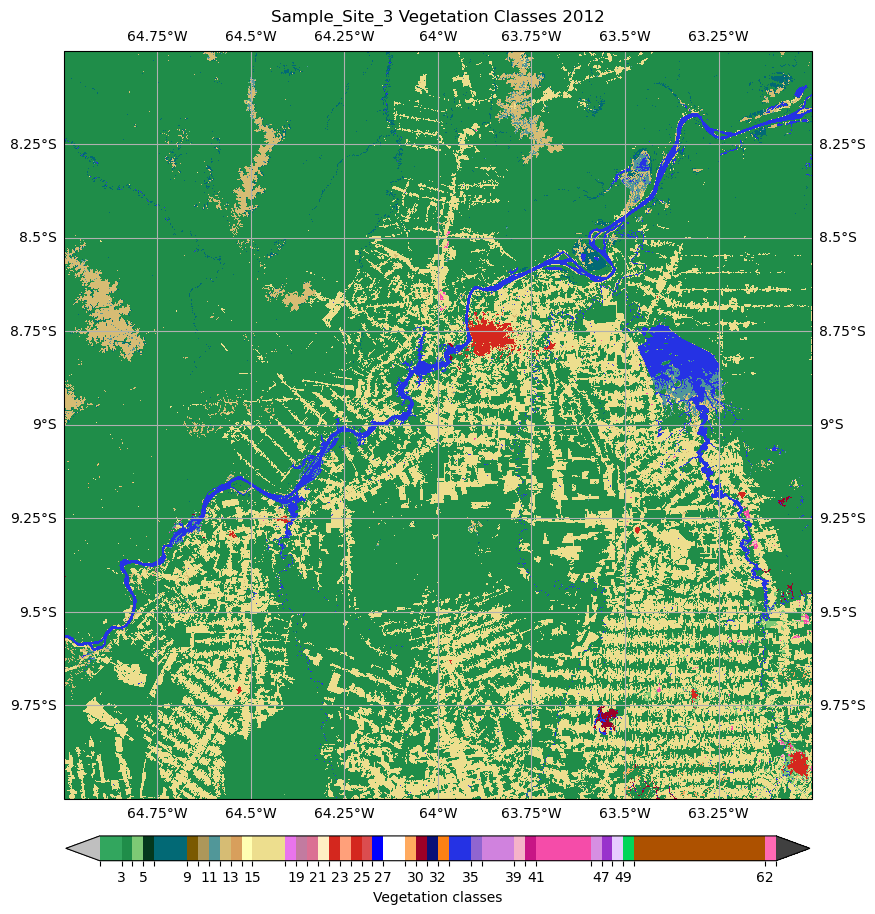 Sample_Site_3 Vegetation Classes 2012
64.75°W 64.5°W 64.25°W 64°W 63.75°W 63.5°W 63.25°W
8.25°S 8.25°S
8.5°S 8.5°S
8.75°S 8.75°S
9°S 9°S
9.25°S 9.25°S
9.5°S 9.5°S
9.75°S 9.75°S
64.75°W 64.5°W 64.25°W 64°W 63.75°W 63.5°W 63.25°W
3 5 9 11 13 15 19 21 23 25 27 30 32 35 39 41 47 49 62
Vegetation classes